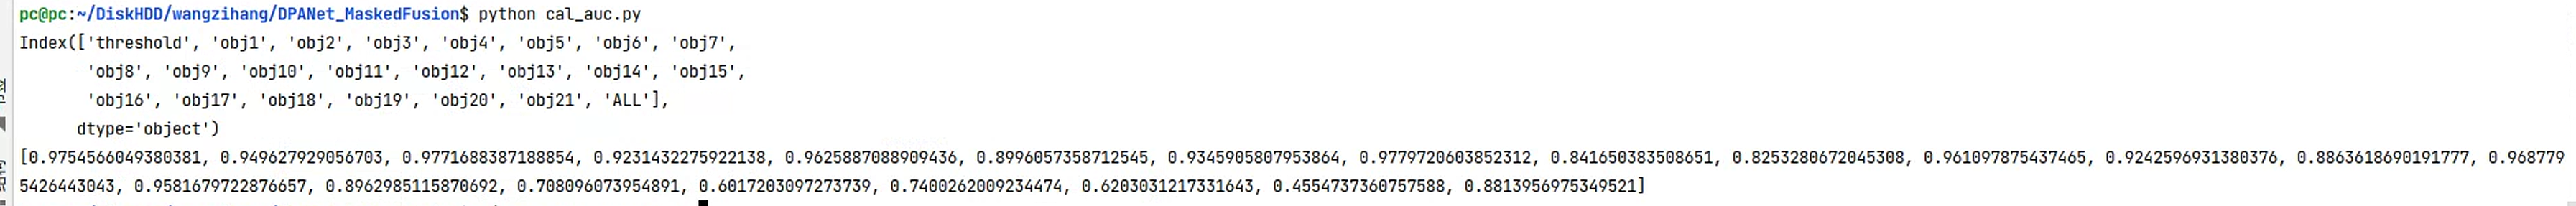 pc@pc:~/DiskHDD/wangzihang/DPANet_MaskedFusion$ python cal_auc.py
Index(['threshold', 'obj1', 'obj2', 'obj3', 'obj4', 'obj5', 'obj6', 'obj7',
'obj8', 'obj9', 'obj10', 'obj11', 'obj12', 'obj13', 'obj14', 'obj15',
'obj16', 'obj17', 'obj18', 'obj19', 'obj20', 'obj21', 'ALL'],
dtype='object')
[0.9754566049380381, 0.949627929056703, 0.9771688387188854, 0.9231432275922138, 0.9625887088909436, 0.8996057358712545, 0.9345905807953864, 0.9779720603852312, 0.841650383508651, 0.8253280672045308, 0.961097875437465, 0.9242596931380376, 0.8863618690191777, 0.968779
5426443043, 0.9581679722876657, 0.8962985115870692, 0.708096073954891, 0.6017203097273739, 0.7400262009234474, 0.6203031217331643, 0.4554737360757588, 0.8813956975349521]